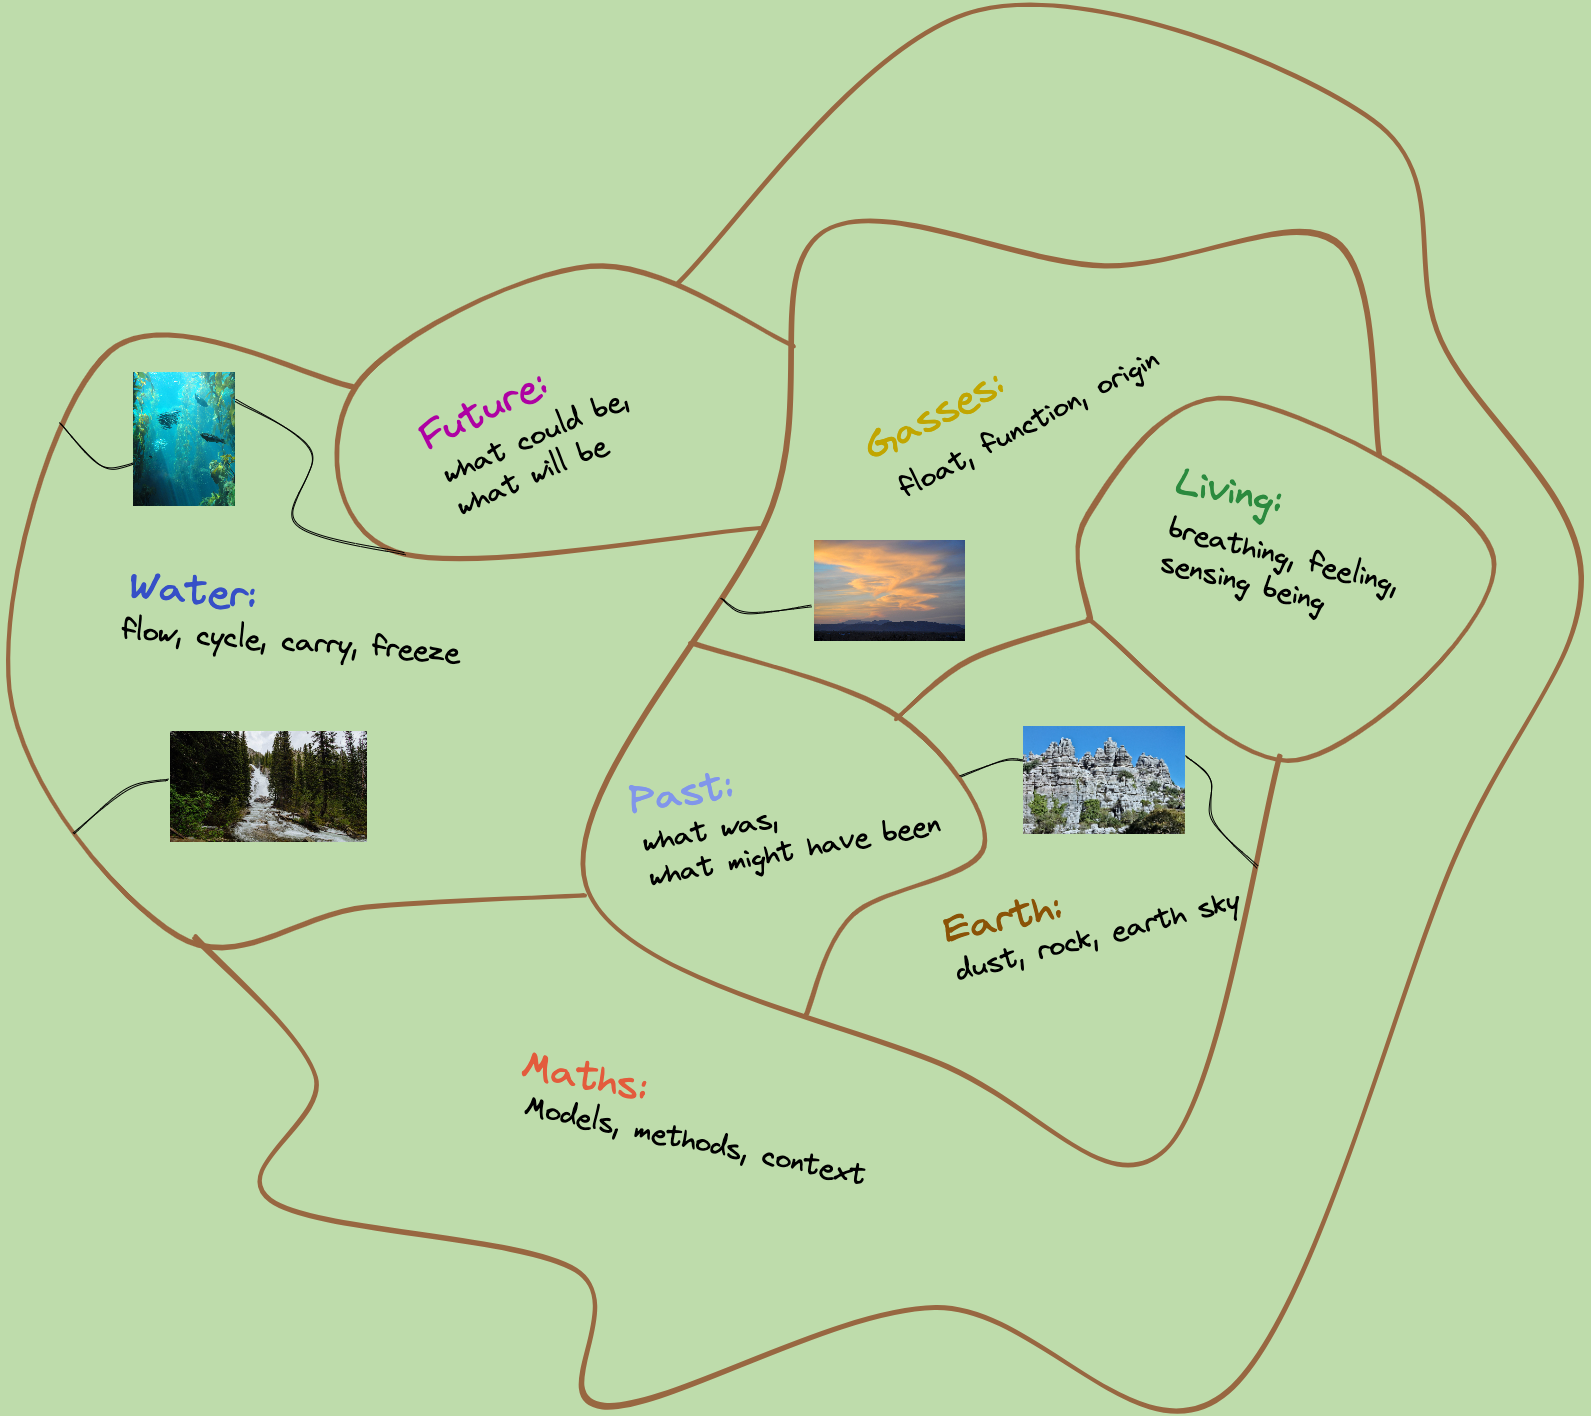 Future:
what could be,
what will be
Gasses:
float, function, origin
Living:
breathing, feeling,
sensing being
Water:
flow, cycle, carry, freeze
Past:
what was,
what might have been
Earth:
dust, rock, earth sky
Maths:
Models, methods, context